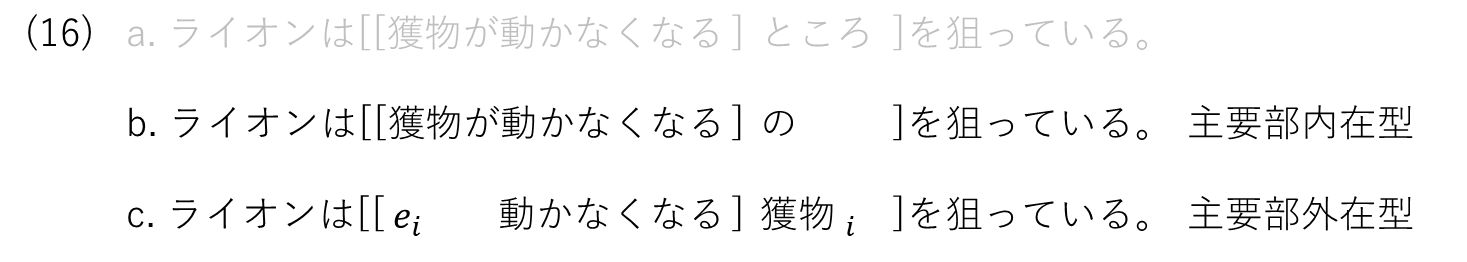 (16) a. ライオンは[[獲物が動かなくなる] ところ ]を狙っている。
b. ライオンは[[獲物が動かなくなる] の ]を狙っている。 主要部内在型
c. ライオンは[[ eᵢ 動かなくなる] 獲物 ᵢ ]を狙っている。 主要部外在型